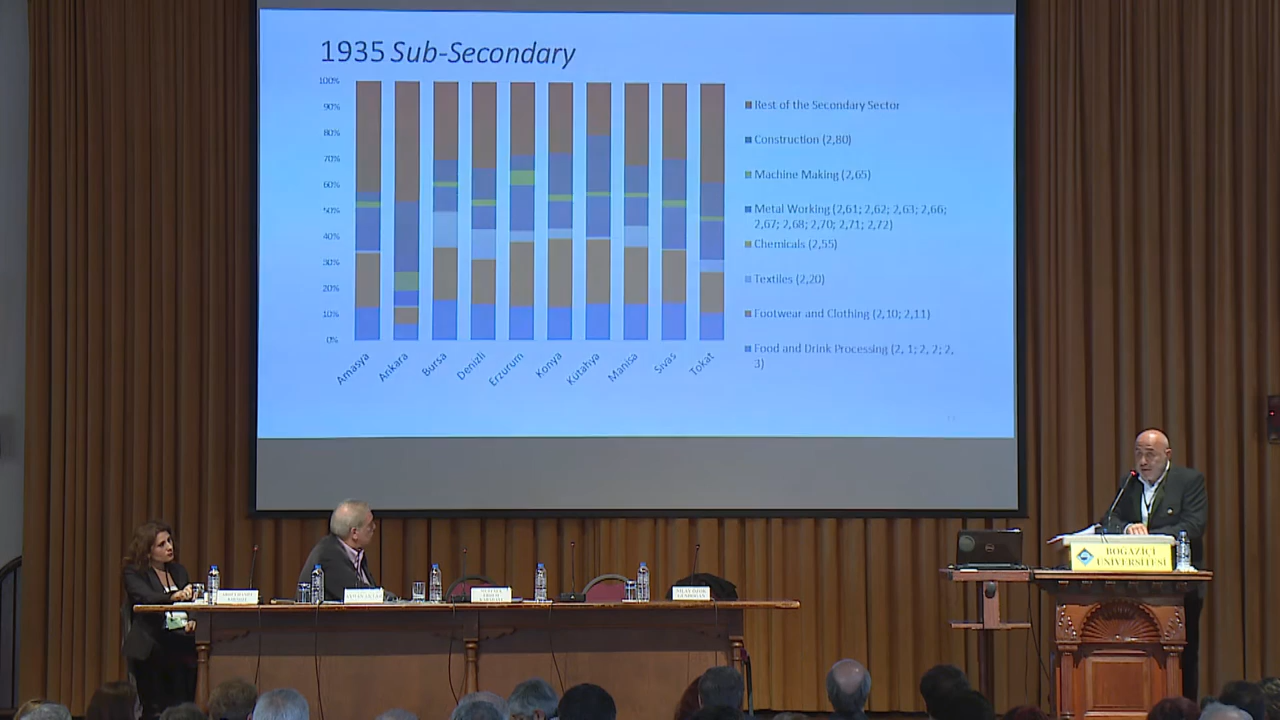 1935 Sub-Secondary
100%
90%
80%
70%
60%
50%
40%
30%
20%
10%
0%
Amasya
Ankara
Bursa
Denizli
Erzurum
Konya
Kütahya
Manisa
Sivas
Tokat
Rest of the Secondary Sector
Construction (2,80)
Machine Making (2,65)
Metal Working (2,61; 2,62; 2,63; 2,66;
2,67; 2,68; 2,70; 2,71; 2,72)
Chemicals (2,55)
Textiles (2,20)
Footwear and Clothing (2,10; 2,11)
Food and Drink Processing (2, 1; 2, 2; 2,
3)
BOĞAZİÇİ
ÜNİVERSİTESİ